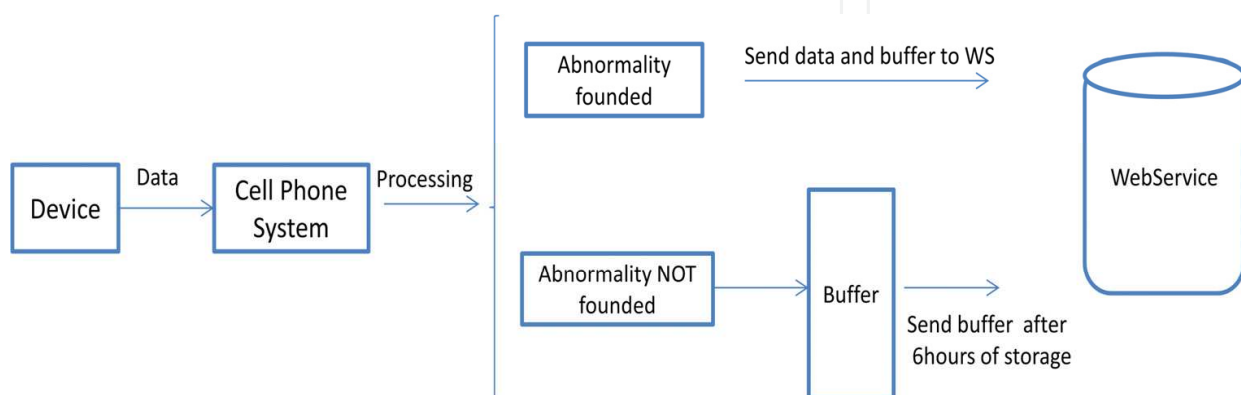 Device
Data
Cell Phone
System
Processing
Abnormality
founded
Send data and buffer to WS
Abnormality NOT
founded
Buffer
Send buffer after
6hours of storage
WebService